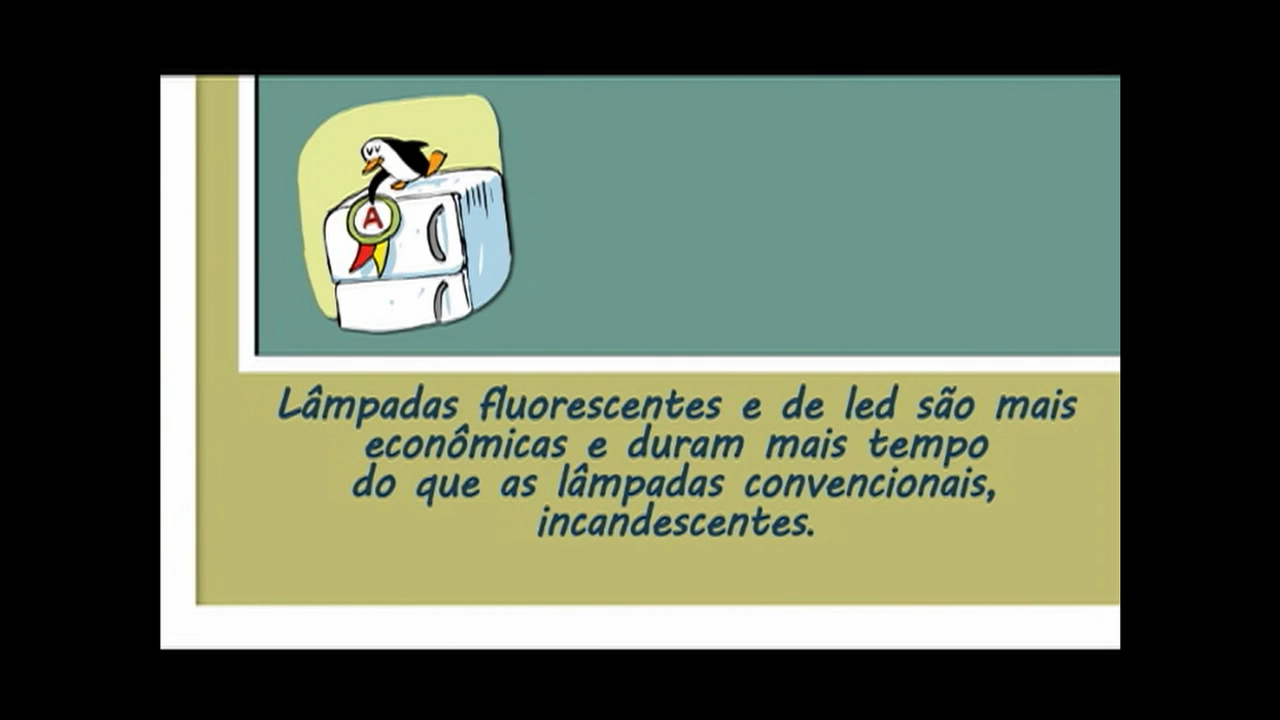 A
Lâmpadas fluorescentes e de led são mais
econômicas e duram mais tempo
do que as lâmpadas convencionais,
incandescentes.